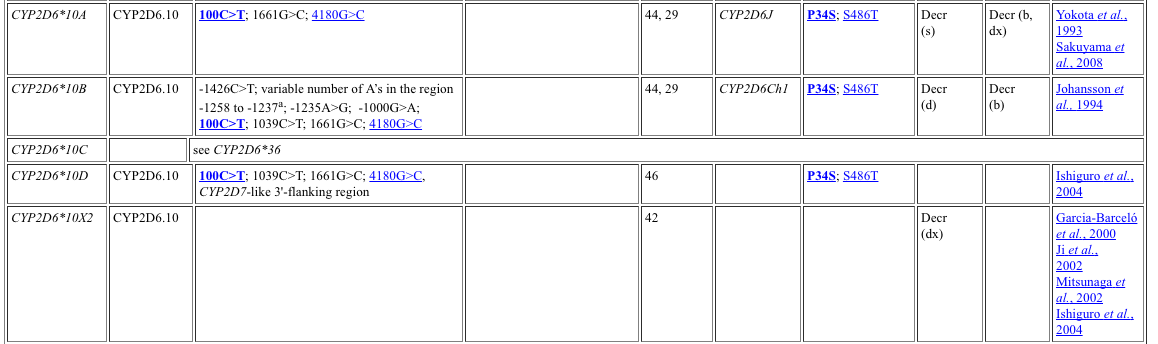 CYP2D6*10A CYP2D6.10 100C>T; 1661G>C; 4180G>C 44, 29 CYP2D6J P34S; S486T Decr (s) Decr (b, dx) Yokota et al., 1993 Sakuyama et al., 2008
CYP2D6*10B CYP2D6.10 -1426C>T; variable number of A's in the region
-1258 to -1237a; -1235A>G; -1000G>A;
100C>T; 1039C>T; 1661G>C; 4180G>C 44, 29 CYP2D6Ch1 P34S; S486T Decr (d) Decr (b) Johansson et al., 1994
CYP2D6*10C see CYP2D6*36
CYP2D6*10D CYP2D6.10 100C>T; 1039C>T; 1661G>C; 4180G>C,
CYP2D7-like 3'-flanking region 46 P34S; S486T Ishiguro et al., 2004
CYP2D6*10X2 CYP2D6.10 42 Decr (dx) Garcia-Barceló
et al., 2000
Ji et al.,
2002
Mitsunaga et
al., 2002
Ishiguro et al.,
2004